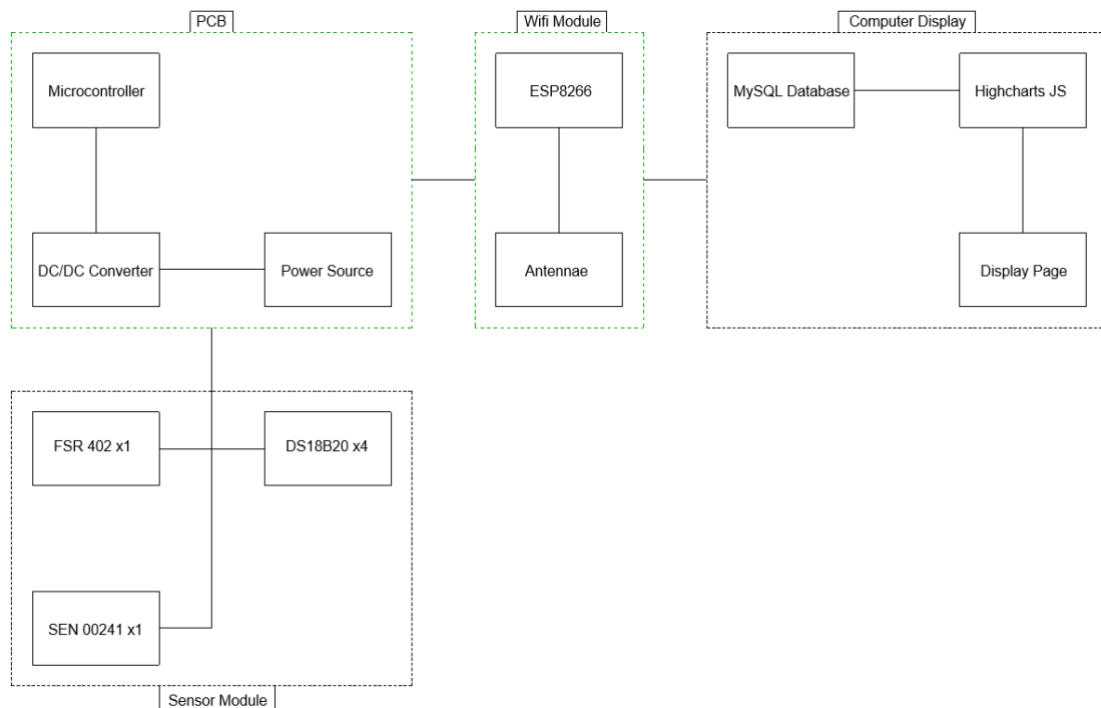 PCB
Wifi Module
Computer Display
Microcontroller
ESP8266
MySQL Database
Highcharts JS
DC/DC Converter
Power Source
Antennae
Display Page
FSR 402 x1
DS18B20 x4
SEN 00241 x1
Sensor Module